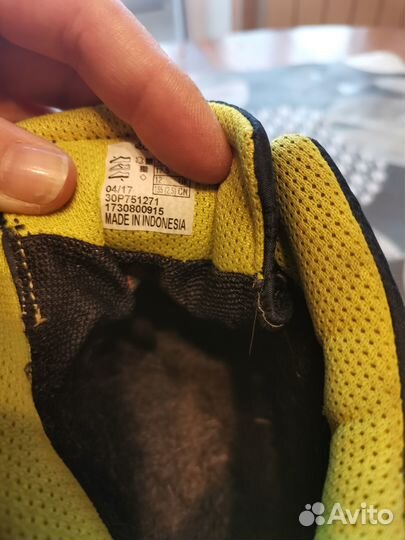 04/17
30P751271
1730800915
MADE IN INDONESIA
Avito